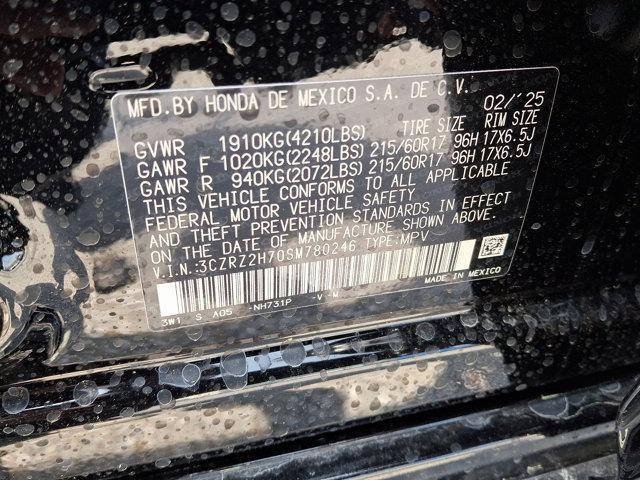 MFD. BY HONDA DE MEXICO S.A. DE C.V. 02/'25
GVWR 1910KG(4210LBS) TIRE SIZE RIM SIZE
GAWR F 1020KG(2248LBS) 215/60R17 96H 17X6.5J
GAWR R 940KG(2072LBS) 215/60R17 96H 17X6.5J
THIS VEHICLE CONFORMS TO ALL APPLICABLE
FEDERAL MOTOR VEHICLE SAFETY
AND THEFT PREVENTION STANDARDS IN EFFECT
ON THE DATE OF MANUFACTURE SHOWN ABOVE.
V.I.N.:3CZRZ2H70SM780246 TYPE:MPV
MADE IN MEXICO
3W1 S A05 -NH731P -V -M